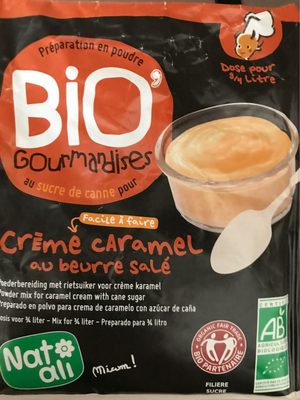 Préparation en poudre
BiO'
Gourmandises
au sucre de canne pour
Dose pour
3/4 Litre
Facile à faire
CRÈME CARAMEL
au beurre salé
Poederbereiding met rietsuiker voor crème karamel
Powder mix for caramel cream with cane sugar
Preparado en polvo para crema de caramelo con azúcar de caña
Dosis voor ¾ liter - Mix for ¾ liter - Preparado para ¾ litro
Nat
ali
Miam!
ORGANIC FAIR TRADE
BIO PARTENAIRE
FILIERE
SUCRE
CERTIFIÉ
AB
AGRICULTURE
BIOLOGIQUE